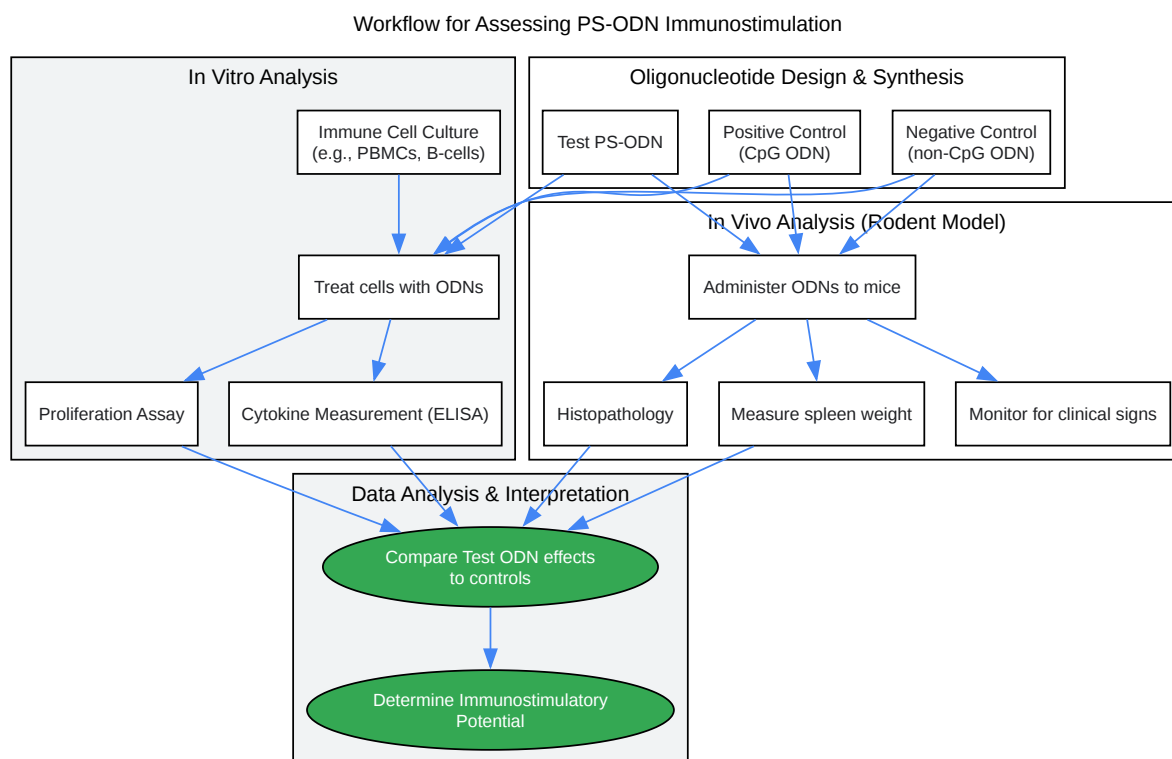 Workflow for Assessing PS-ODN Immunostimulation
In Vitro Analysis
Immune Cell Culture
(e.g., PBMCs, B-cells)
Treat cells with ODNs
Proliferation Assay
Cytokine Measurement (ELISA)
Oligonucleotide Design & Synthesis
Test PS-ODN
Positive Control
(CpG ODN)
Negative Control
(non-CpG ODN)
In Vivo Analysis (Rodent Model)
Administer ODNs to mice
Histopathology
Measure spleen weight
Monitor for clinical signs
Data Analysis & Interpretation
Compare Test ODN effects
to controls
Determine Immunostimulatory
Potential